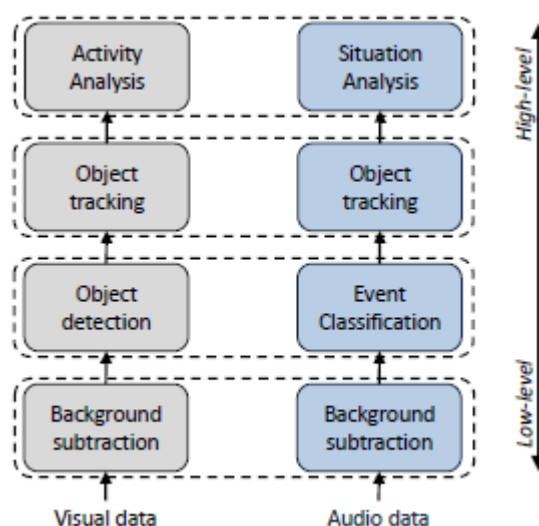 Activity
Analysis
Situation
Analysis
High-level
Object
tracking
Object
tracking
Object
detection
Event
Classification
Background
subtraction
Background
subtraction
Low-level
Visual data
Audio data